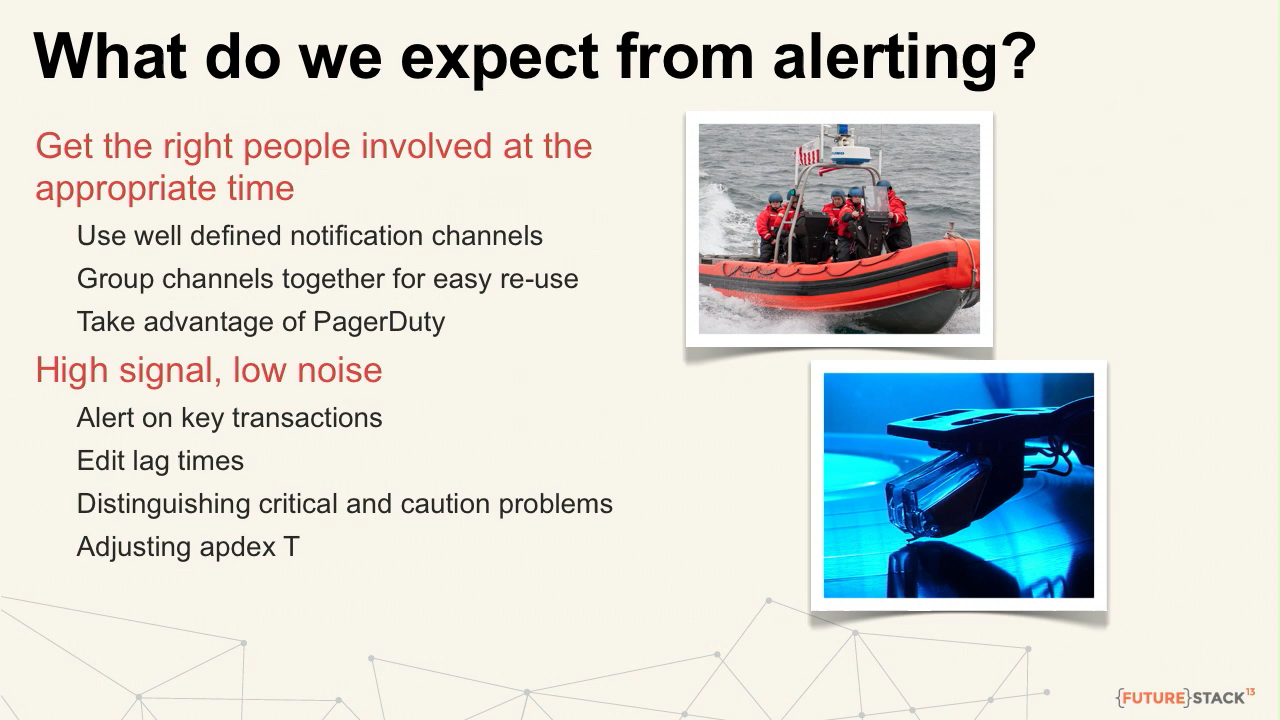 What do we expect from alerting?
Get the right people involved at the
appropriate time
Use well defined notification channels
Group channels together for easy re-use
Take advantage of PagerDuty
High signal, low noise
Alert on key transactions
Edit lag times
Distinguishing critical and caution problems
Adjusting apdex T
{FUTURE}STACK13